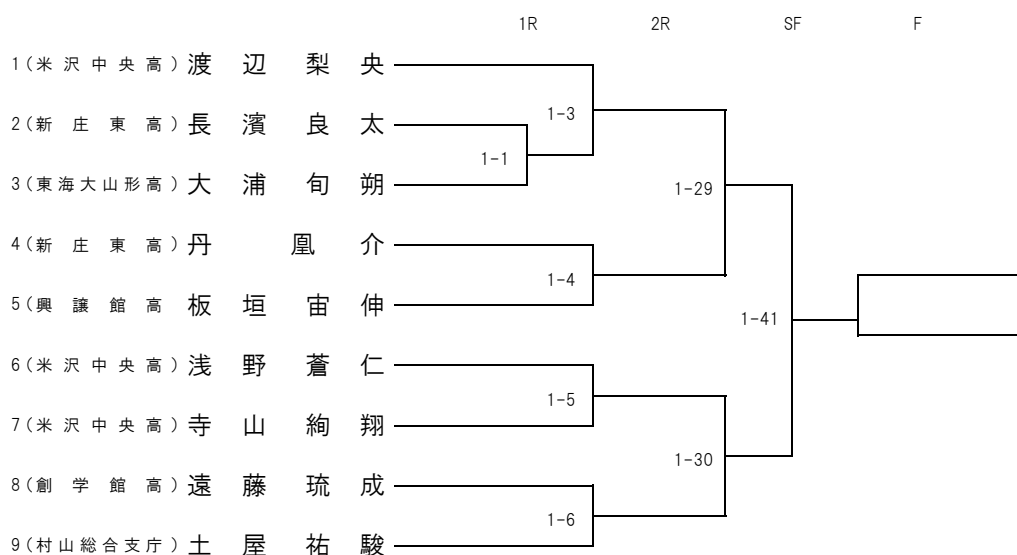 1R 2R SF F
1(米沢中央高) 渡辺 梨央
1-3
2(新庄東高) 長濱 良太
1-1
3(東海大山形高) 大浦 旬朔
1-29
4(新庄東高) 丹 凰介
1-4
5(興譲館高 板垣 宙伸
1-41
6(米沢中央高) 浅野 蒼仁
1-5
7(米沢中央高) 寺山 絢翔
1-30
8(創学館高) 遠藤 琉成
1-6
9(村山総合支庁) 土屋 祐駿